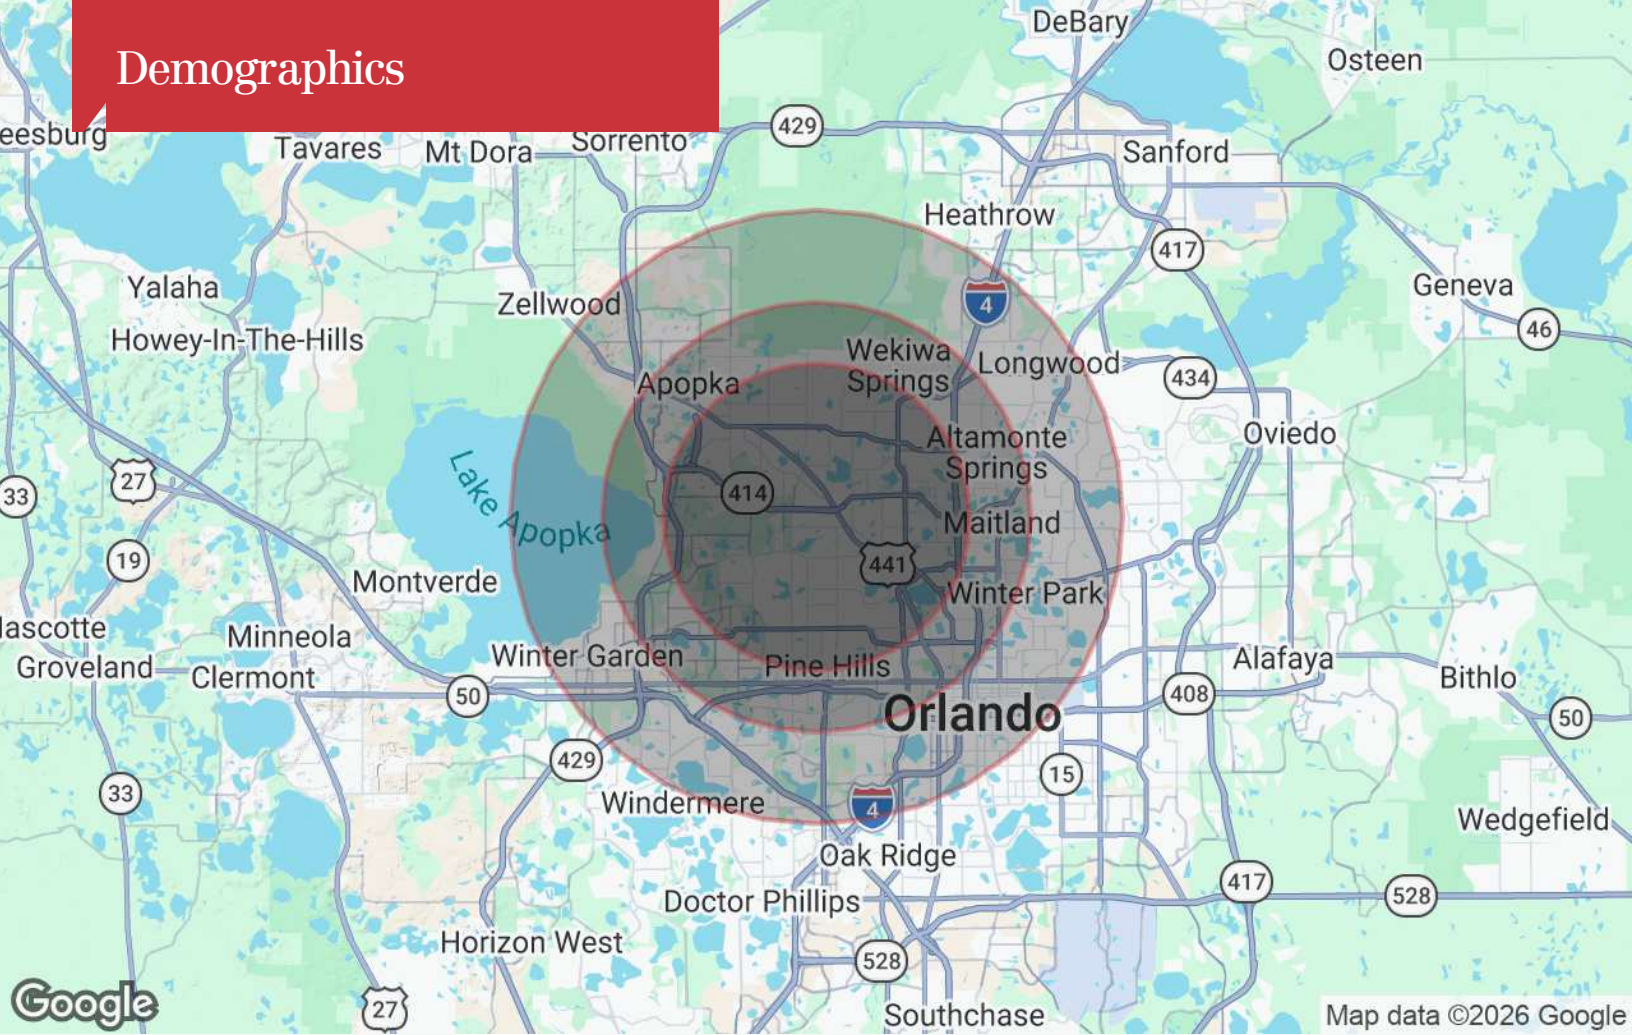 Demographics
DeBary
Osteen
eesburg
Tavares
Mt Dora
Sorrento
429
Sanford
Heathrow
417
Yalaha
Zellwood
4
Geneva
46
Howey-In-The-Hills
Wekiwa
Springs
Longwood
434
Apopka
Altamonte
Springs
Oviedo
27
33
414
Lake Apopka
Maitland
19
441
Montverde
Winter Park
lascotte
Minneola
Winter Garden
Pine Hills
Alafaya
Groveland
Clermont
Bithlo
50
408
Orlando
50
429
15
33
Windermere
4
Wedgefield
Oak Ridge
417
Doctor Phillips
528
Horizon West
528
Google
27
Southchase
Map data ©2026 Google